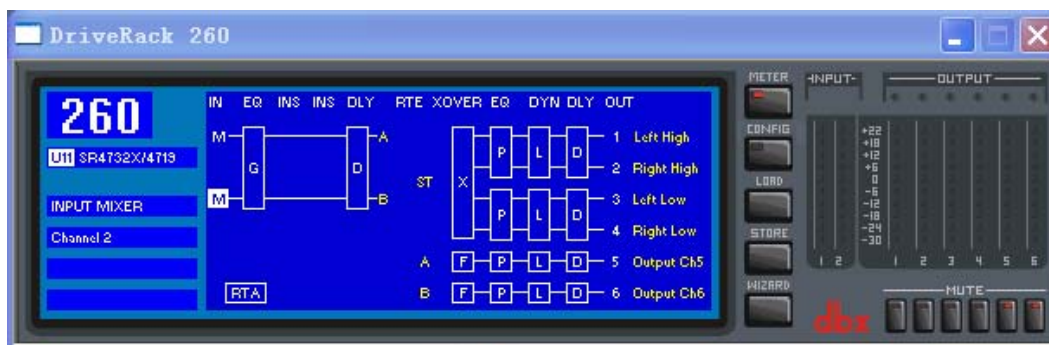 DriveRack 260
260
U11 SR4732X/4719
INPUT MIXER
Channel 2
IN EQ INS INS DLY RTE XOVER EQ DYN DLY OUT
M A
G D
M B
RTA
ST X
P L D 1 Left High
2 Right High
P L D 3 Left Low
4 Right Low
A F P L D 5 Output Ch5
B F P L D 6 Output Ch6
METER
CONFIG
LOAD
STORE
WIZARD
INPUT
OUTPUT
+22
+18
+12
+6
0
-6
-12
-18
-24
-30
1 2
1 2 3 4 5 6
MUTE
dbx